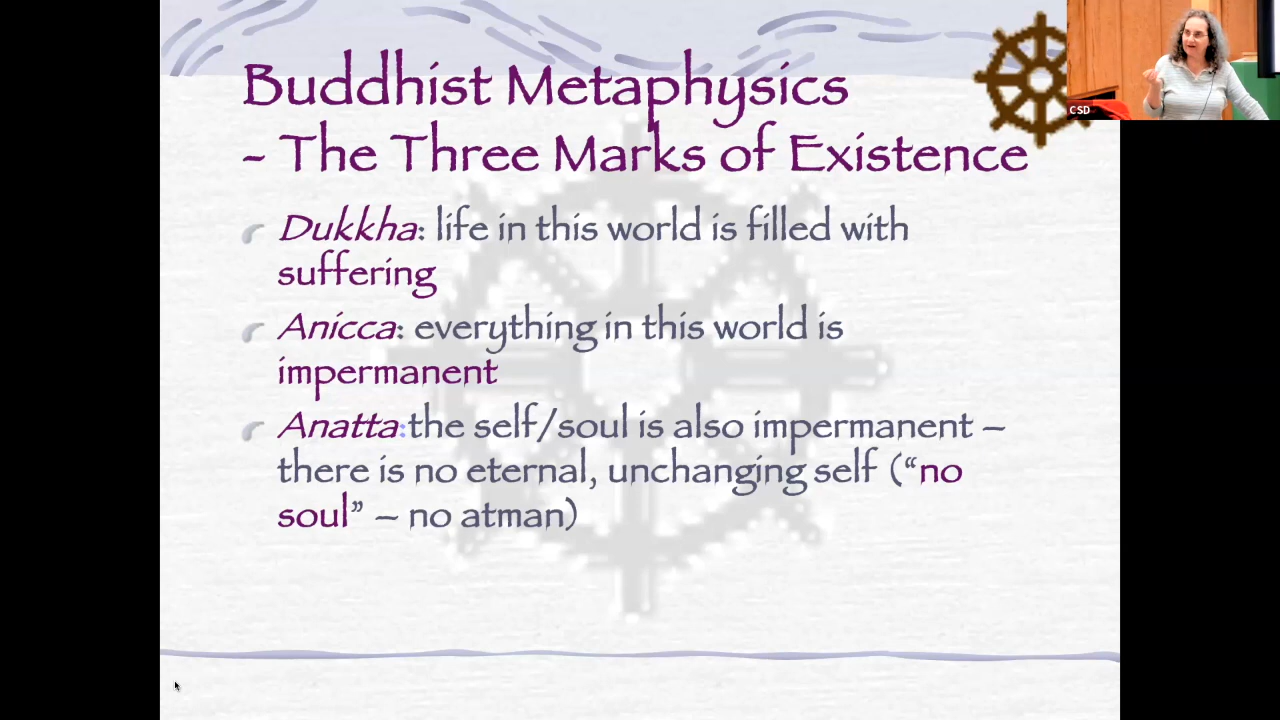 Buddhist Metaphysics
- The Three Marks of Existence
CSD
Dukkha: life in this world is filled with
suffering
Anicca: everything in this world is
impermanent
Anatta:the self/soul is also impermanent –
there is no eternal, unchanging self (“no
soul” – no atman)